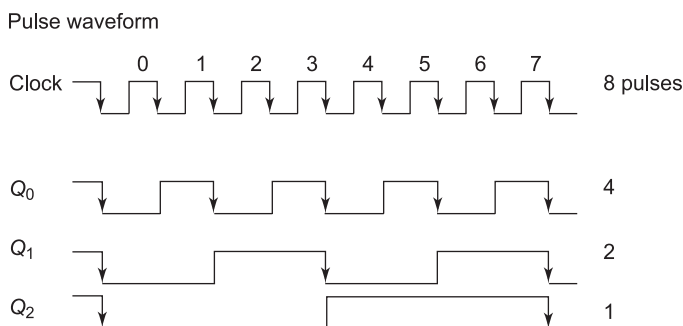 Pulse waveform
0 1 2 3 4 5 6 7
Clock 8 pulses
Q0 4
Q1 2
Q2 1